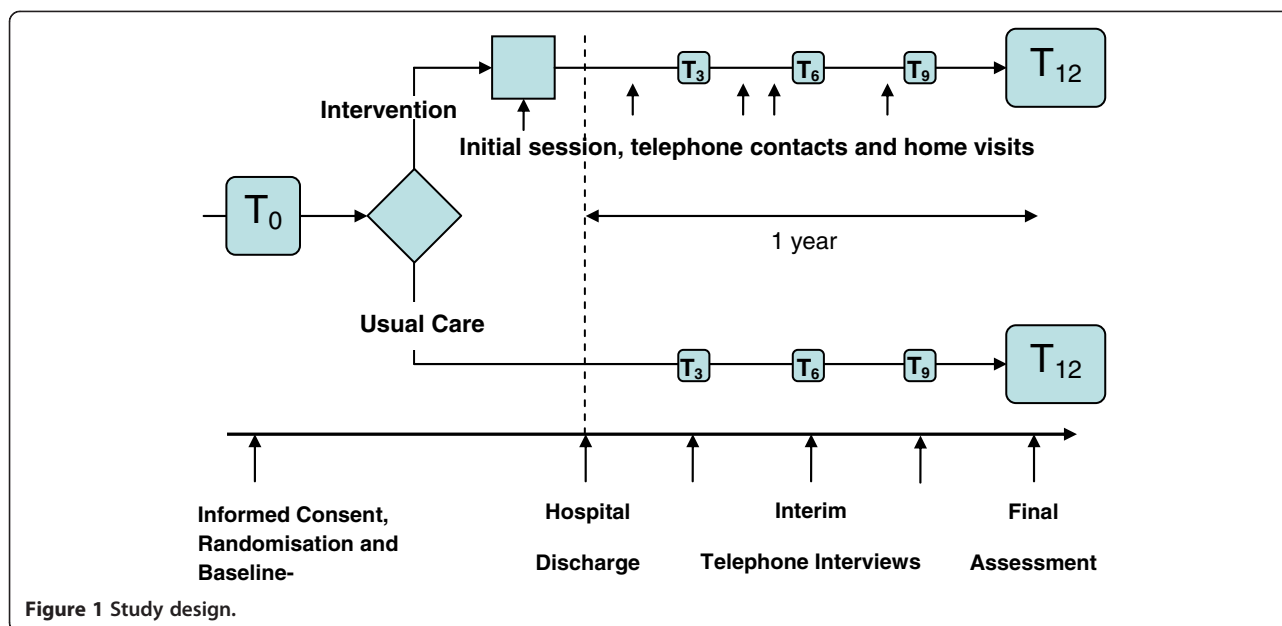 T3 T6 T9 T12
Intervention
Initial session, telephone contacts and home visits
T0
1 year
Usual Care
T3 T6 T9 T12
Informed Consent,
Randomisation and
Baseline-
Hospital
Discharge
Interim
Telephone Interviews
Final
Assessment
Figure 1 Study design.